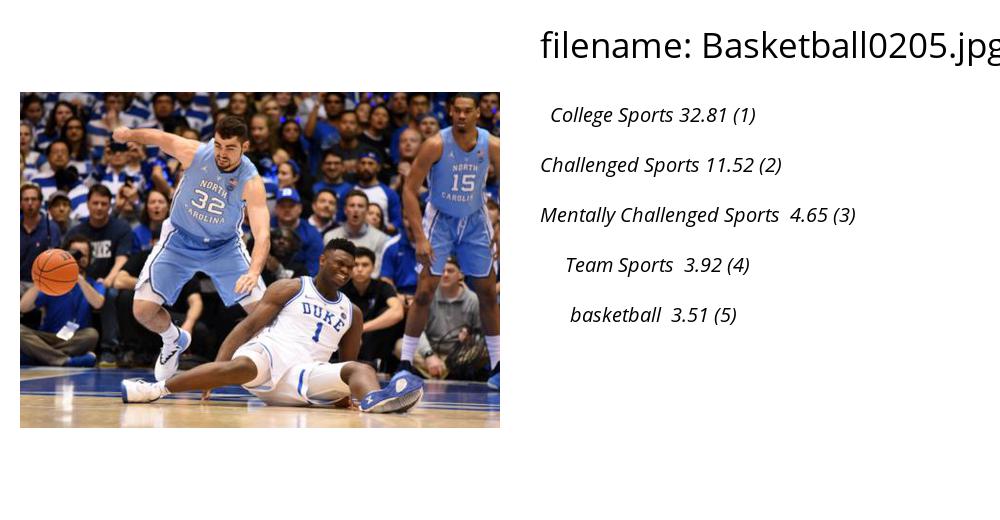 filename: Basketball0205.jpg
College Sports 32.81 (1)
Challenged Sports 11.52 (2)
Mentally Challenged Sports 4.65 (3)
Team Sports 3.92 (4)
basketball 3.51 (5)
NORTH
32
CAROLINA
NORTH
15
CAROLINA
DUKE
1